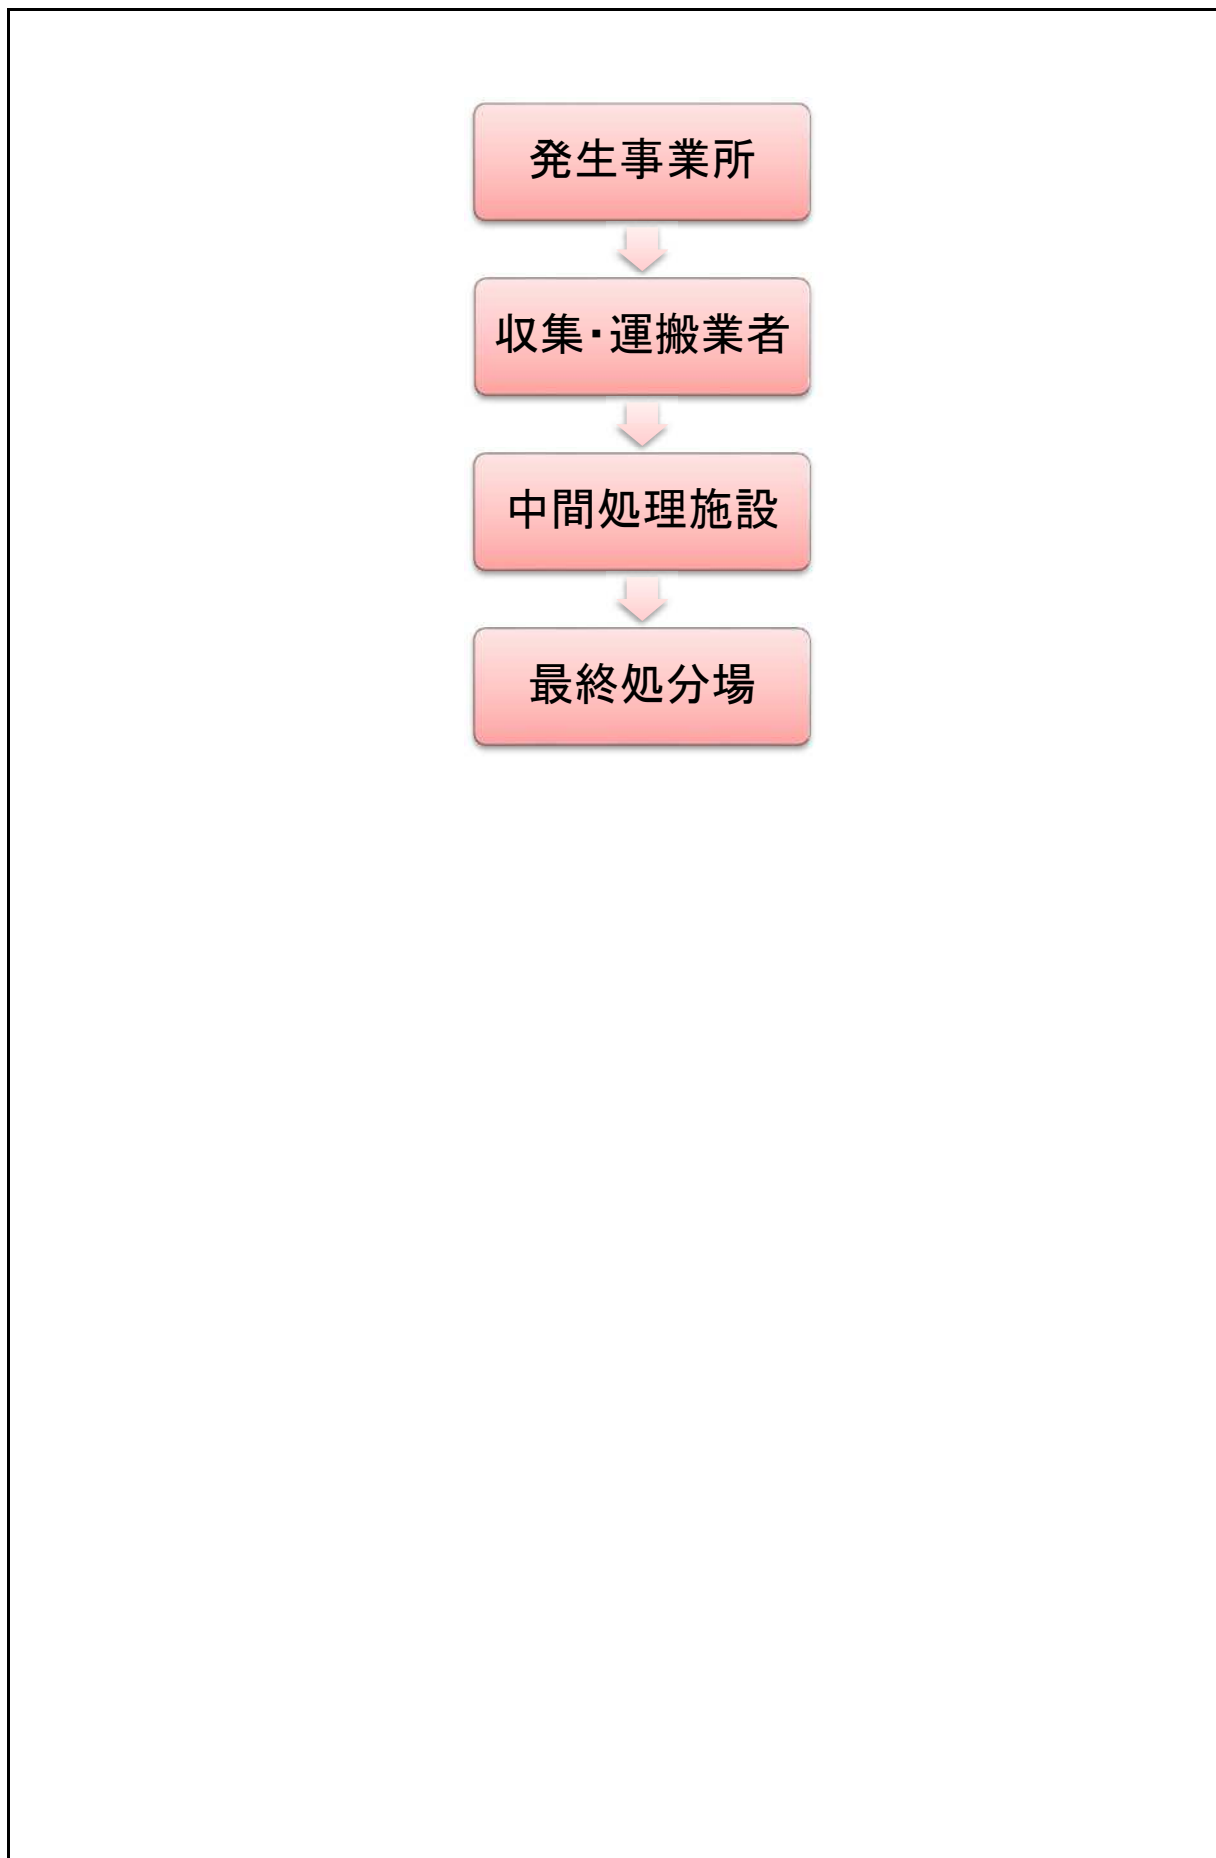 発生事業所
収集・運搬業者
中間処理施設
最終処分場